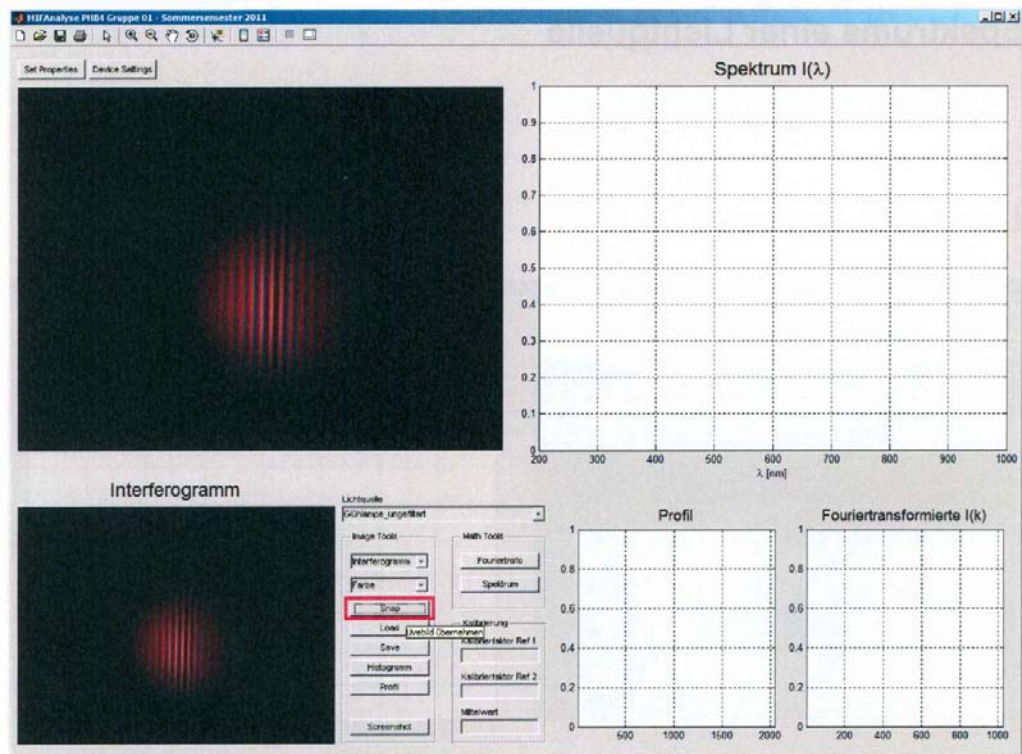 MIFAnalyse PHB4 Gruppe 01 - Sommersemester 2011
Set Properties
Device Settings
Spektrum I(λ)
1
0.9
0.8
0.7
0.6
0.5
0.4
0.3
0.2
0.1
0
200 300 400 500 600 700 800 900 1000
λ [nm]
Interferogramm
Lichtquelle
Glühlampe_ungefiltert
Image Tools
Interferogramm
Farbe
Snap
Load
Livebild übernehmen
Save
Histogramm
Profil
Screenshot
Math Tools
Fouriertrafo
Spektrum
Kalibrierung
Kalibrierfaktor Ref 1
Kalibrierfaktor Ref 2
Mittelwert
Profil
1
0.8
0.6
0.4
0.2
0
500 1000 1500 2000
Fouriertransformierte I(k)
1
0.8
0.6
0.4
0.2
0
200 400 600 800 1000